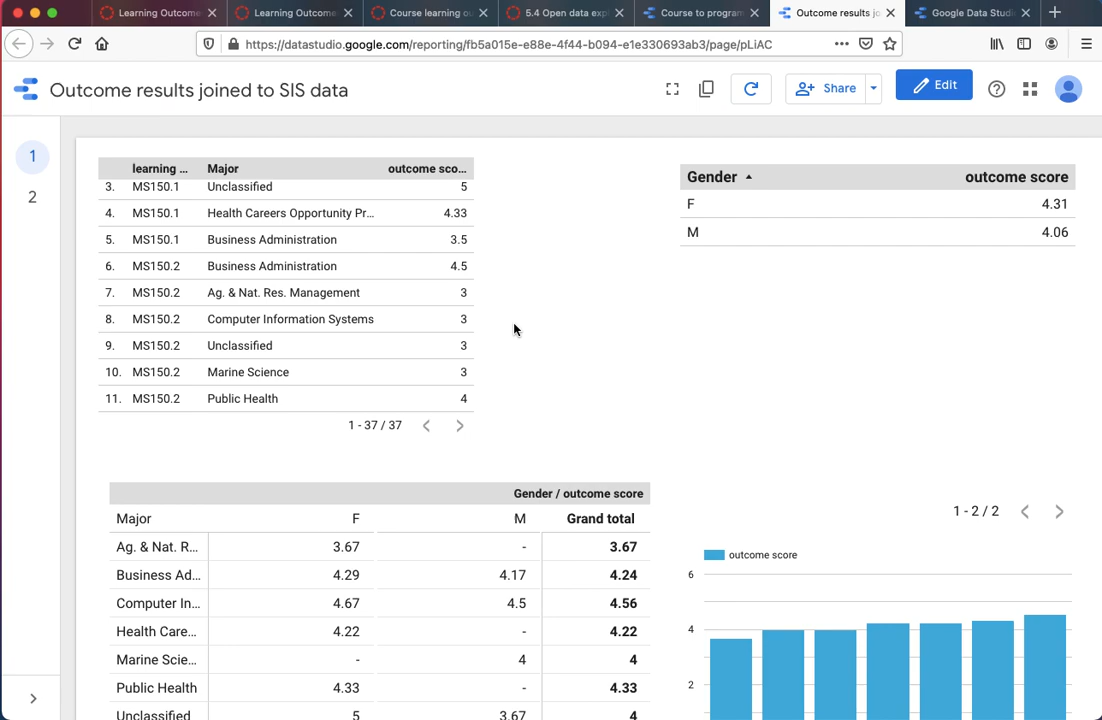 Learning Outcome
Learning Outcome
Course learning ou
5.4 Open data exp
Course to program
Outcome results jo
Google Data Studi
https://datastudio.google.com/reporting/fb5a015e-e88e-4f44-b094-e1e330693ab3/page/pLiAC
Outcome results joined to SIS data
Share
Edit
1
2
learning ... Major outcome sco...
3. MS150.1 Unclassified 5
4. MS150.1 Health Careers Opportunity Pr... 4.33
5. MS150.1 Business Administration 3.5
6. MS150.2 Business Administration 4.5
7. MS150.2 Ag. & Nat. Res. Management 3
8. MS150.2 Computer Information Systems 3
9. MS150.2 Unclassified 3
10. MS150.2 Marine Science 3
11. MS150.2 Public Health 4
1 - 37 / 37
Gender outcome score
F 4.31
M 4.06
1 - 2 / 2
Gender / outcome score
Major F M Grand total
Ag. & Nat. R... 3.67 - 3.67
Business Ad... 4.29 4.17 4.24
Computer In... 4.67 4.5 4.56
Health Care... 4.22 - 4.22
Marine Scie... - 4 4
Public Health 4.33 - 4.33
Unclassified 5 3.67 4
outcome score
6
4
2